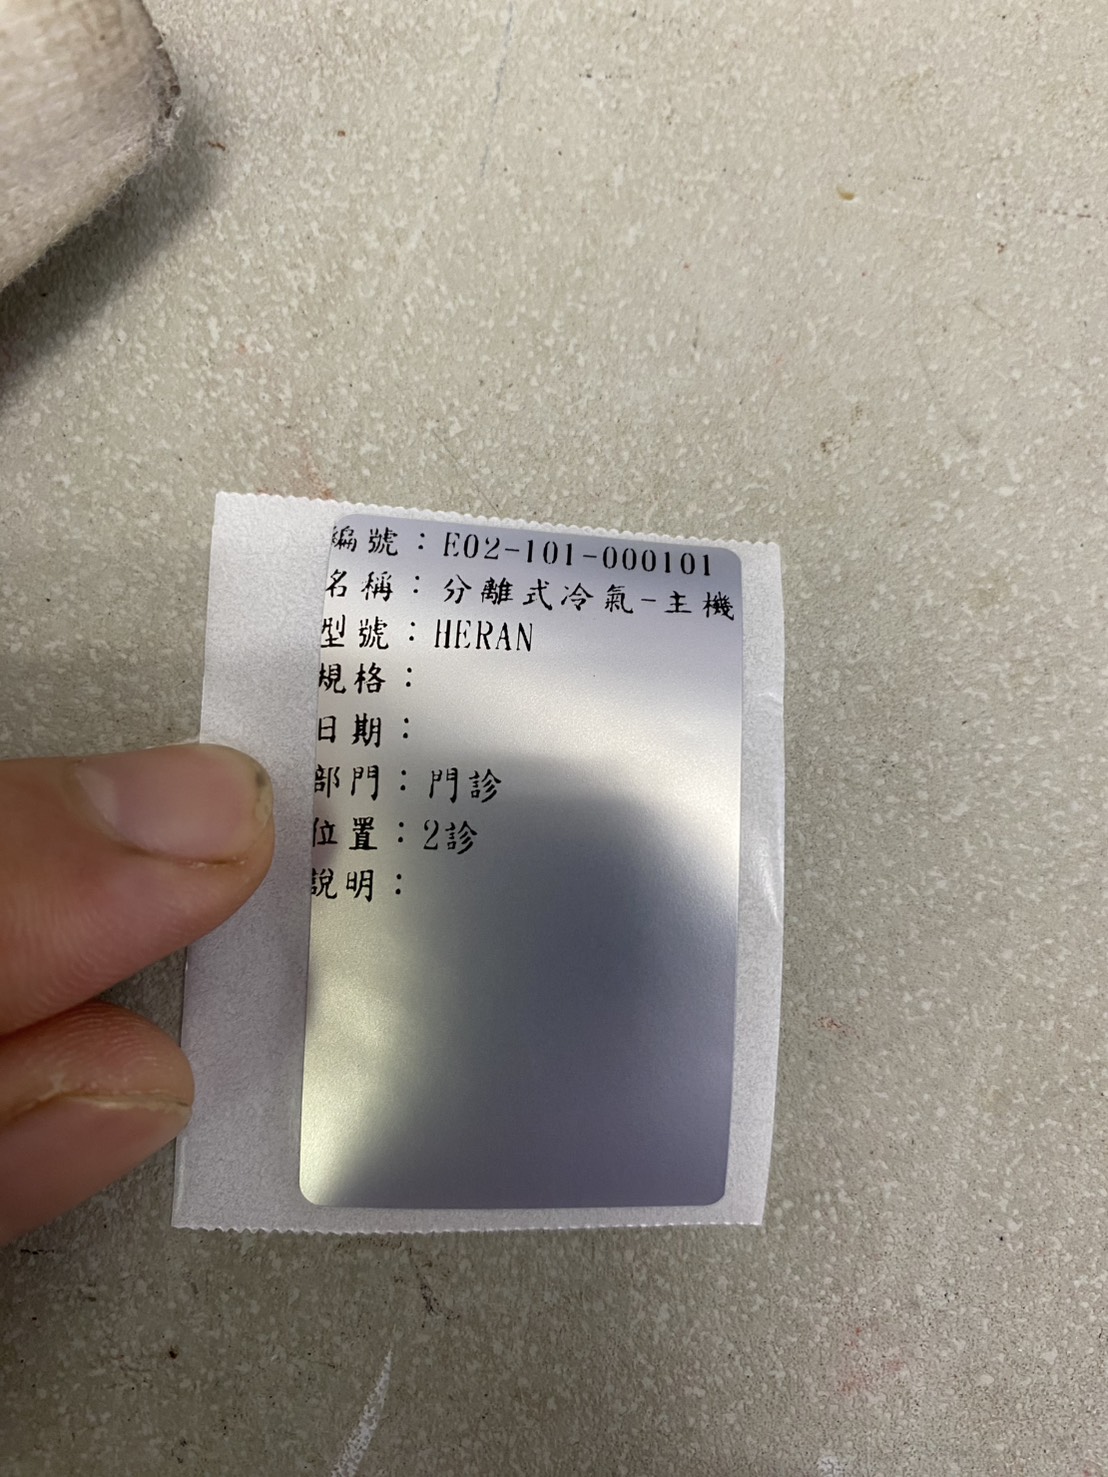 編號：E02-101-000101
名稱：分離式冷氣-主機
型號：HERAN
規格：
日期：
部門：門診
位置：2診
說明：